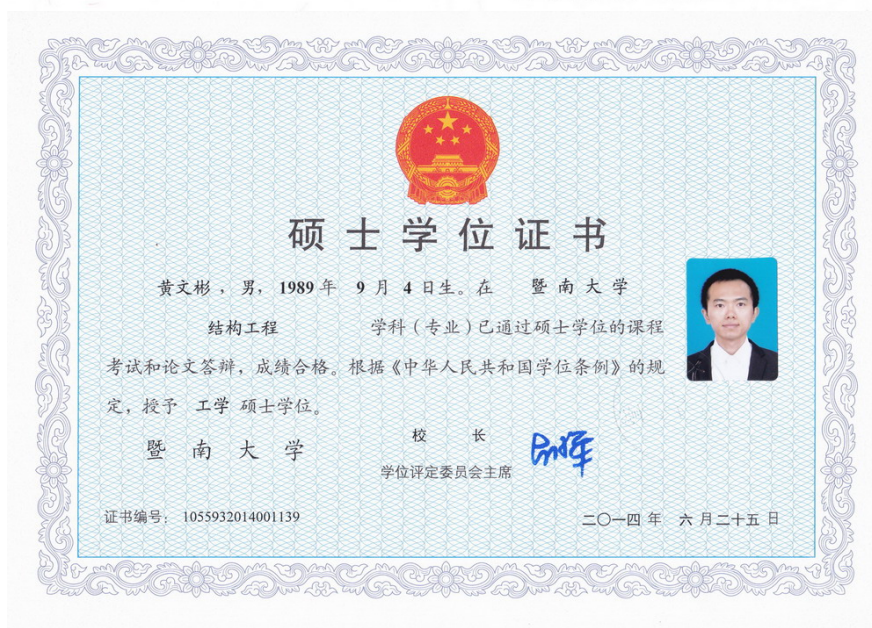 硕士学位证书
黄文彬，男，1989年 9月 4日生。在 暨南大学
结构工程 学科（专业）已通过硕士学位的课程
考试和论文答辩，成绩合格。根据《中华人民共和国学位条例》的规
定，授予 工学 硕士学位。
暨南大学
校 长
学位评定委员会主席
证书编号：1055932014001139
二〇一四年 六月二十五日